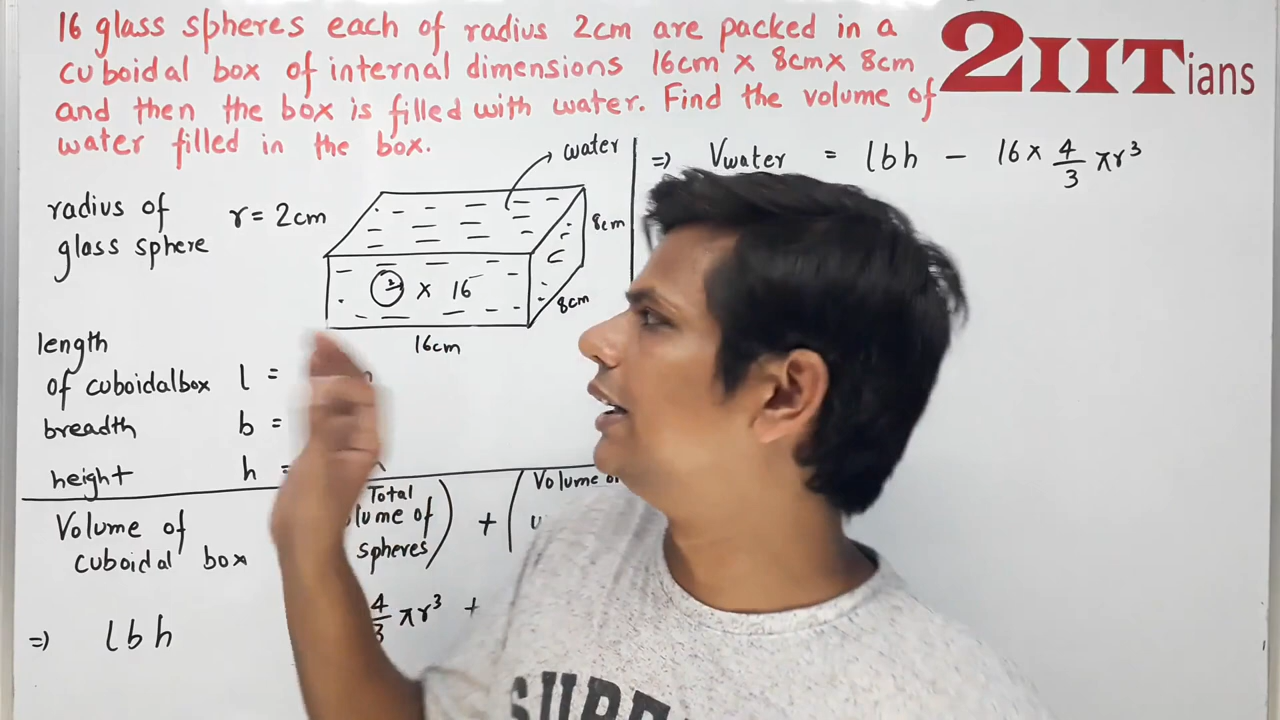 16 glass spheres each of radius 2cm are packed in a
cuboidal box of internal dimensions 16cm x 8cm x 8cm
and then the box is filled with water. Find the volume of
water filled in the box.
2IITians
water
radius of
glass sphere
r = 2cm
8cm
2 x 16
8cm
16cm
length
of cuboidal box l =
breadth b =
height h =
Volume of
cuboidal box
Total
spheres
+ ( Volume
=) lbh
4/3 πr³ +
=) Vwater = lbh - 16 x 4/3 πr³